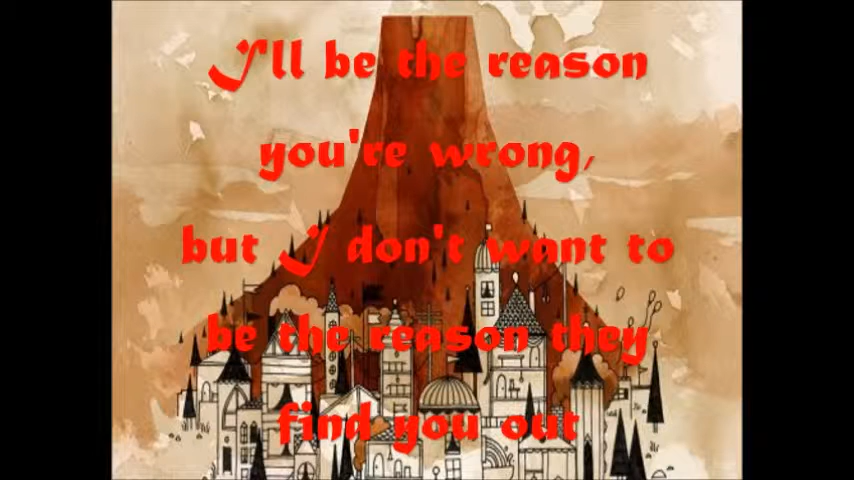 I'll be the reason
you're wrong,
but I don't want to
be the reason they
find you out